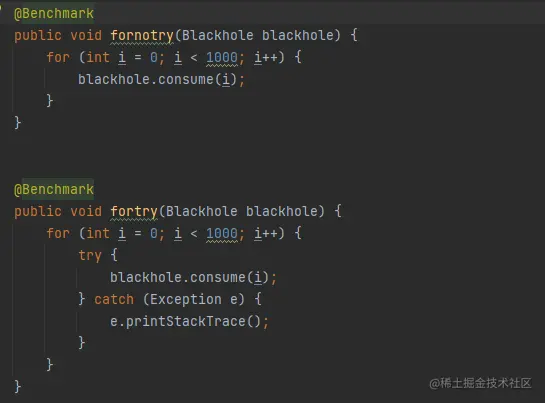 @Benchmark
public void fornotry(Blackhole blackhole) {
    for (int i = 0; i < 1000; i++) {
        blackhole.consume(i);
    }
}
@Benchmark
public void fortry(Blackhole blackhole) {
    for (int i = 0; i < 1000; i++) {
        try {
            blackhole.consume(i);
        } catch (Exception e) {
            e.printStackTrace();
        }
    }
}
@稀土掘金技术社区